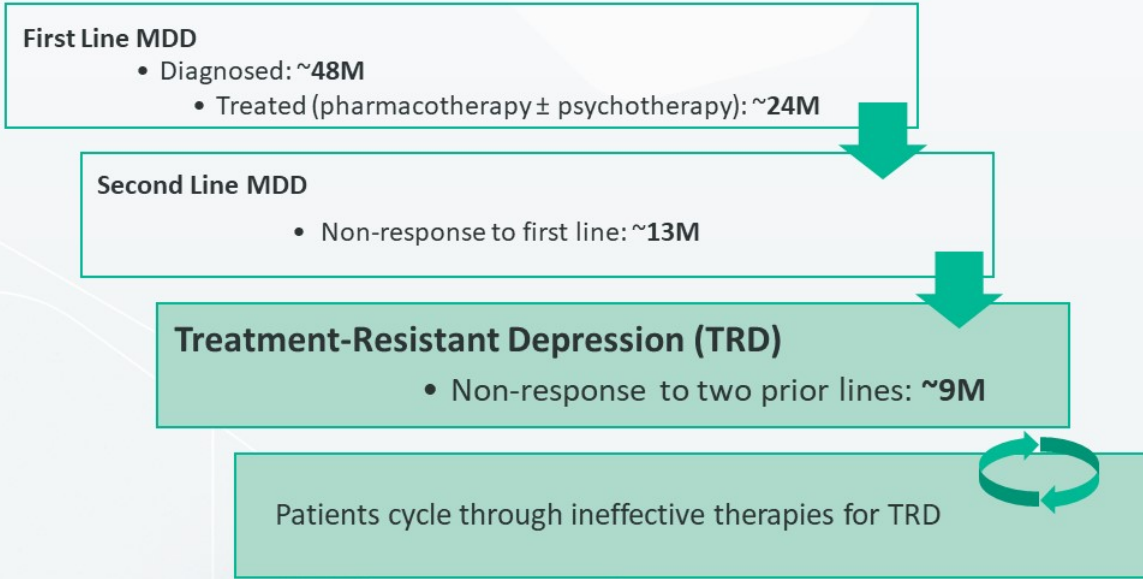 First Line MDD
• Diagnosed: ~48M
• Treated (pharmacotherapy ± psychotherapy): ~24M
Second Line MDD
• Non-response to first line: ~13M
Treatment-Resistant Depression (TRD)
• Non-response to two prior lines: ~9M
Patients cycle through ineffective therapies for TRD